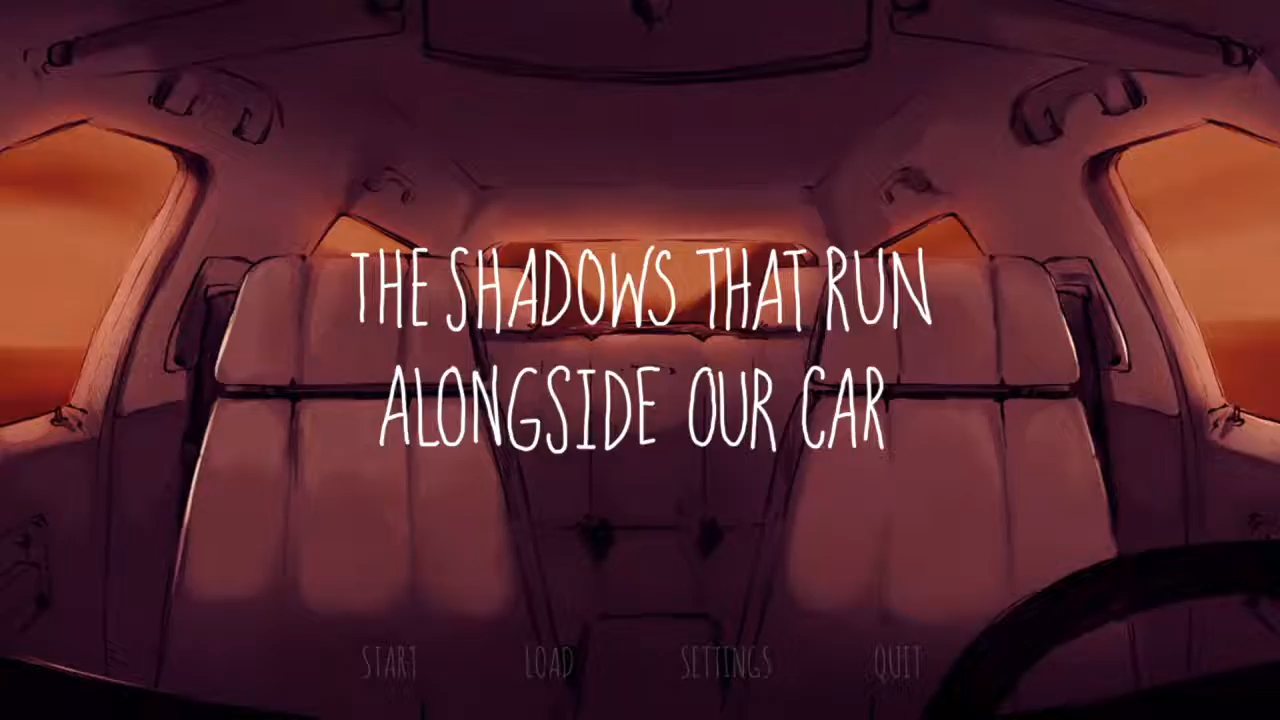 THE SHADOWS THAT RUN
ALONGSIDE OUR CAR
START LOAD SETTINGS QUIT